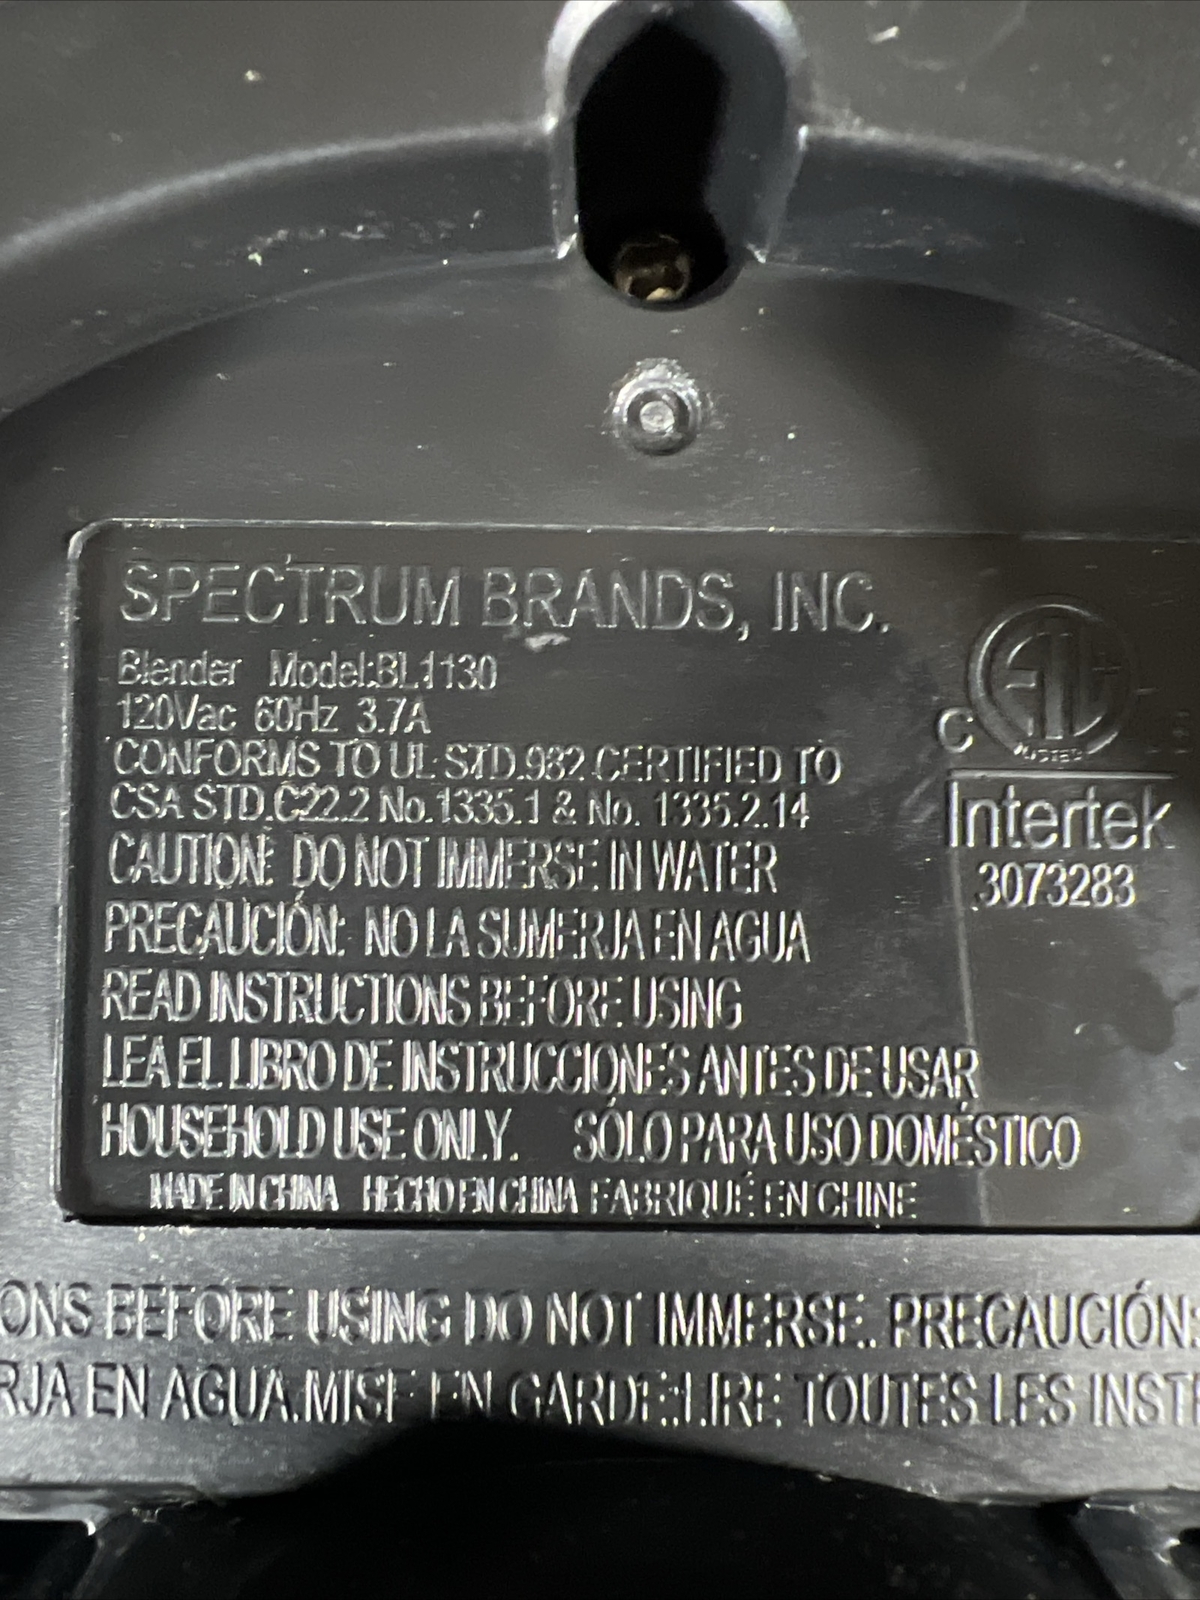 SPECTRUM BRANDS, INC.
Blender Model:BL1130
120Vac 60Hz 3.7A
CONFORMS TO UL STD.982 CERTIFIED TO
CSA STD.C22.2 No.1335.1 & No. 1335.2.14
CAUTION: DO NOT IMMERSE IN WATER
PRECAUCIÓN: NO LA SUMERJA EN AGUA
READ INSTRUCTIONS BEFORE USING
LEA EL LIBRO DE INSTRUCCIONES ANTES DE USAR
HOUSEHOLD USE ONLY. SÓLO PARA USO DOMÉSTICO
MADE IN CHINA HECHO EN CHINA FABRIQUÉ EN CHINE
C
LISTED
Intertek
3073283
ONS BEFORE USING DO NOT IMMERSE. PRECAUCIÓN:
RJA EN AGUA.MISE EN GARDE:LIRE TOUTES LES INST